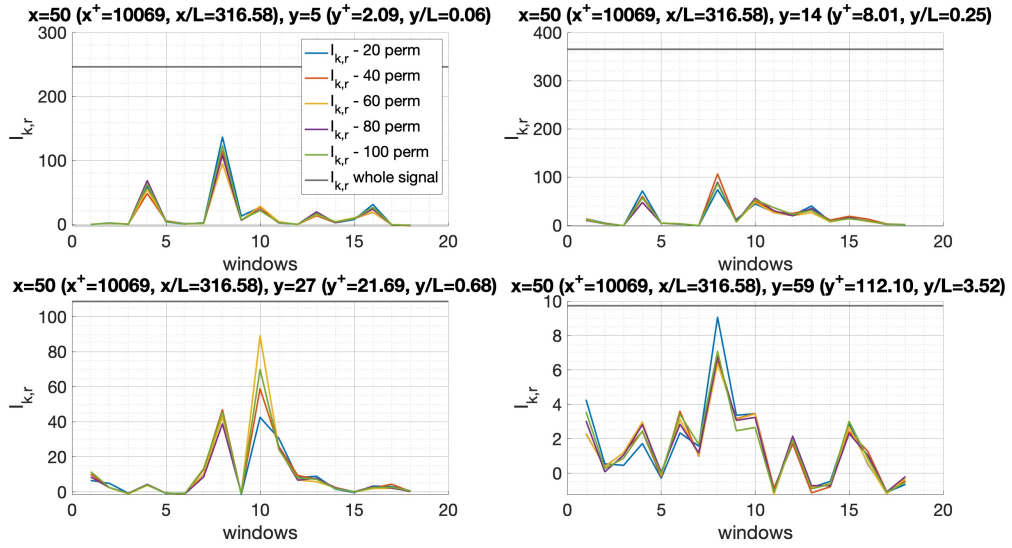 x=50 (x+=10069, x/L=316.58), y=5 (y+=2.09, y/L=0.06)
300
200
100
0
0 5 10 15 20
I_k,r
windows
I_k,r - 20 perm
I_k,r - 40 perm
I_k,r - 60 perm
I_k,r - 80 perm
I_k,r - 100 perm
I_k,r whole signal
x=50 (x+=10069, x/L=316.58), y=14 (y+=8.01, y/L=0.25)
400
300
200
100
0
0 5 10 15 20
I_k,r
windows
x=50 (x+=10069, x/L=316.58), y=27 (y+=21.69, y/L=0.68)
100
80
60
40
20
0
0 5 10 15 20
I_k,r
windows
x=50 (x+=10069, x/L=316.58), y=59 (y+=112.10, y/L=3.52)
10
8
6
4
2
0
0 5 10 15 20
I_k,r
windows